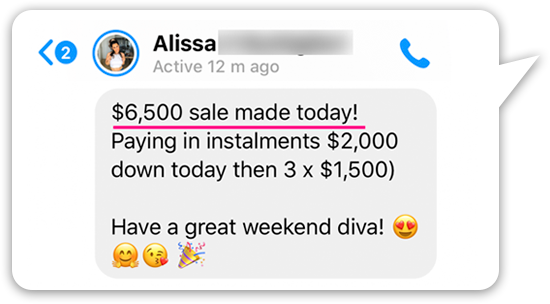 2
Alissa
Active 12 m ago
$6,500 sale made today!
Paying in instalments $2,000
down today then 3 x $1,500)
Have a great weekend diva! 😍
🤗😘 🎉